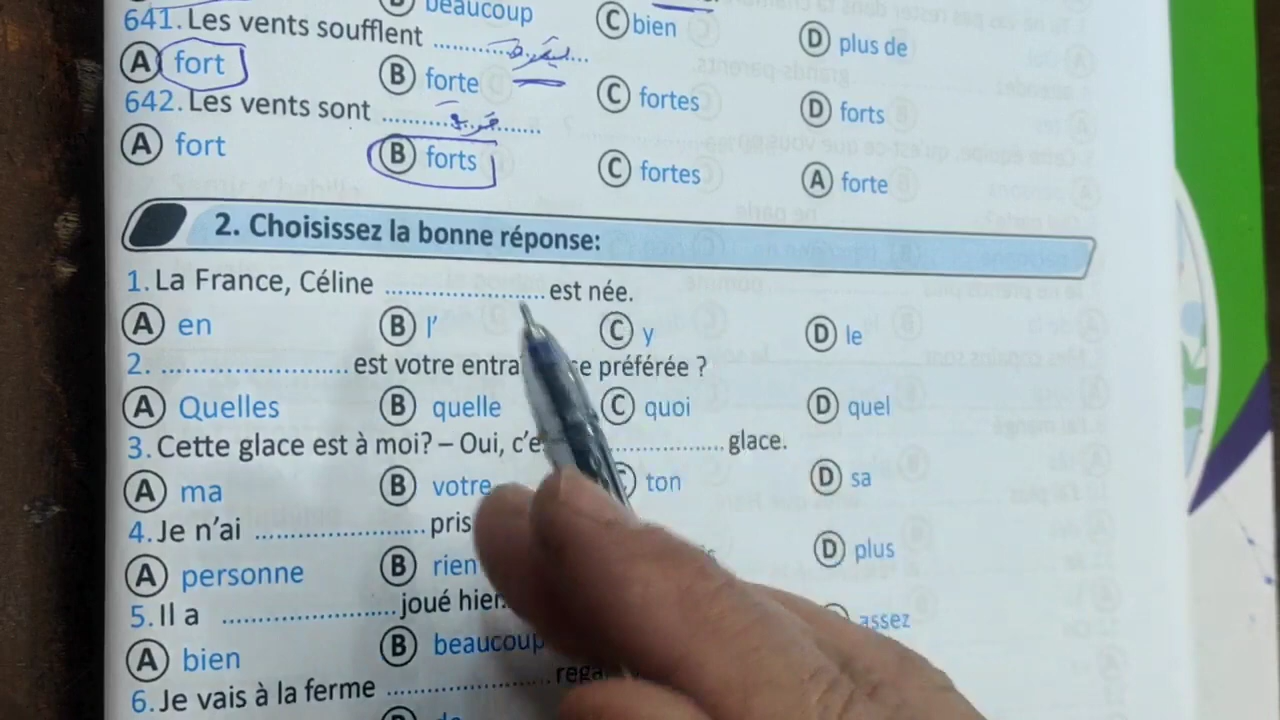 B beaucoup C bien D plus de
641. Les vents soufflent ....................
A fort B forte C fortes D forts
642. Les vents sont ....................
A fort B forts C fortes A forte
2. Choisissez la bonne réponse:
1. La France, Céline .................... est née.
A en B l' C y D le
2. .................... est votre préférée ?
A Quelles B quelle C quoi D quel
3. Cette glace est à moi? – Oui, .................... glace.
A ma B votre C ton D sa
4. Je n'ai .................... pris
A personne B rien D plus
5. Il a .................... joué hier
A bien B beaucoup assez
6. Je vais à la ferme ....................